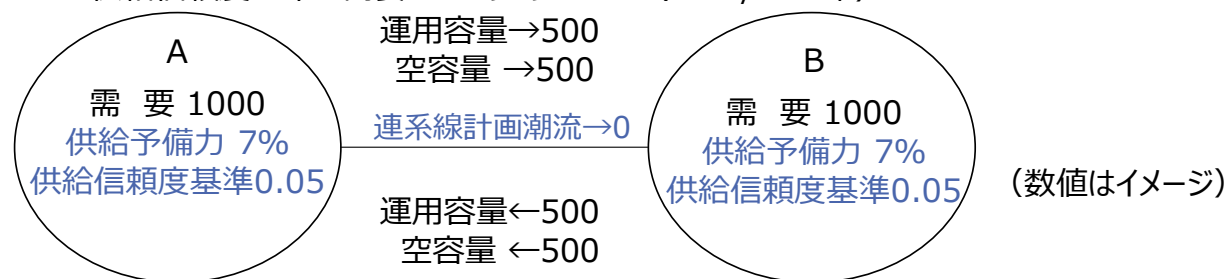 A
需 要 1000
供給予備力 7%
供給信頼度基準0.05
運用容量→500
空容量 →500
連系線計画潮流→0
運用容量←500
空容量 ←500
B
需 要 1000
供給予備力 7%
供給信頼度基準0.05
(数値はイメージ)